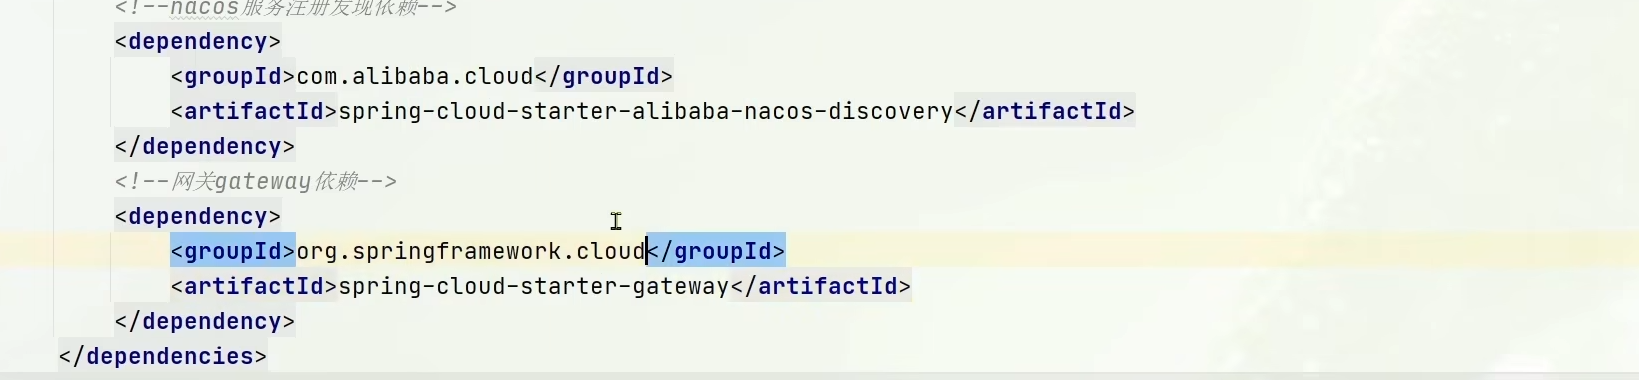 <!--nacos服务注册发现依赖-->
<dependency>
<groupId>com.alibaba.cloud</groupId>
<artifactId>spring-cloud-starter-alibaba-nacos-discovery</artifactId>
</dependency>
<!--网关gateway依赖-->
<dependency>
<groupId>org.springframework.cloud</groupId>
<artifactId>spring-cloud-starter-gateway</artifactId>
</dependency>
</dependencies>